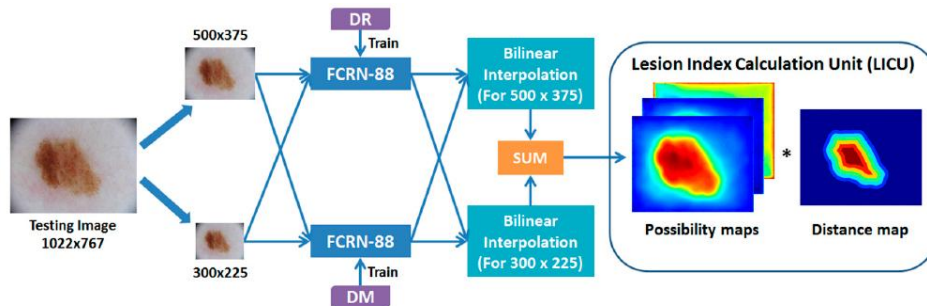 500x375
DR
Train
FCRN-88
Bilinear
Interpolation
(For 500 x 375)
Lesion Index Calculation Unit (LICU)
SUM
*
Testing Image
1022x767
300x225
FCRN-88
Train
DM
Bilinear
Interpolation
(For 300 x 225)
Possibility maps
Distance map